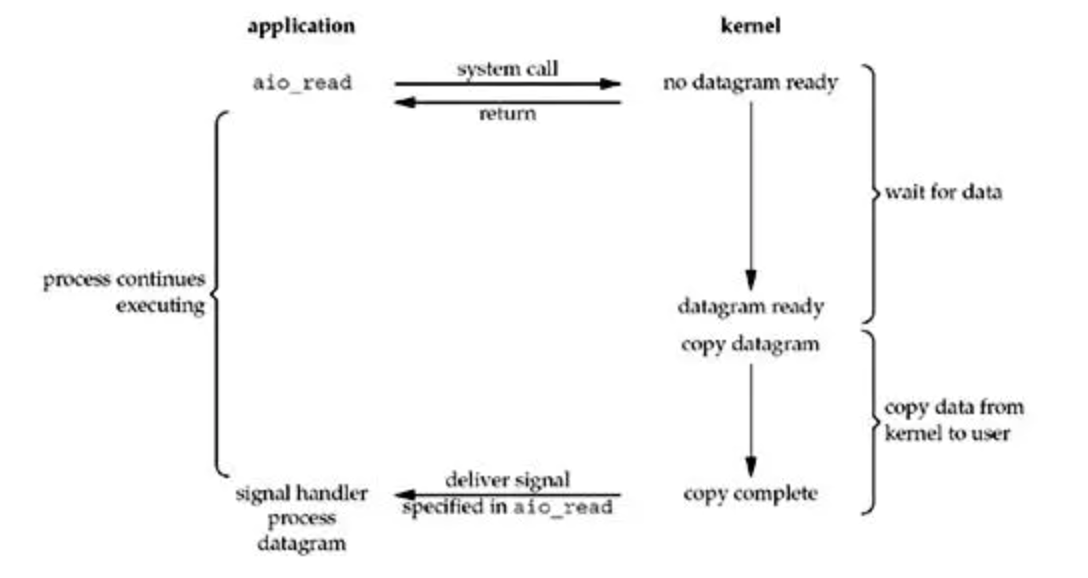 application
kernel
aio_read
system call
no datagram ready
return
wait for data
process continues
executing
datagram ready
copy datagram
copy data from
kernel to user
deliver signal
signal handler
specified in aio_read
copy complete
process
datagram